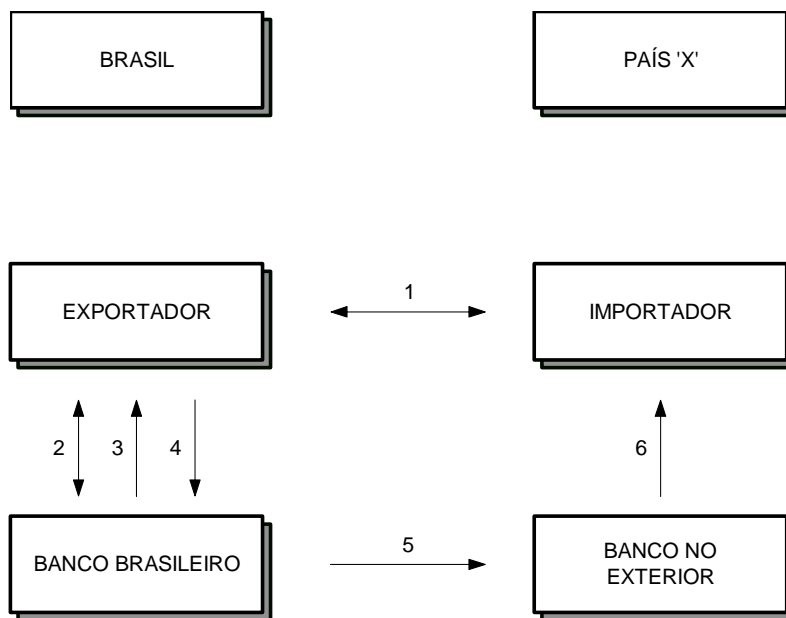 BRASIL
PAÍS 'X'
EXPORTADOR
1
IMPORTADOR
2
3
4
6
BANCO BRASILEIRO
5
BANCO NO
EXTERIOR